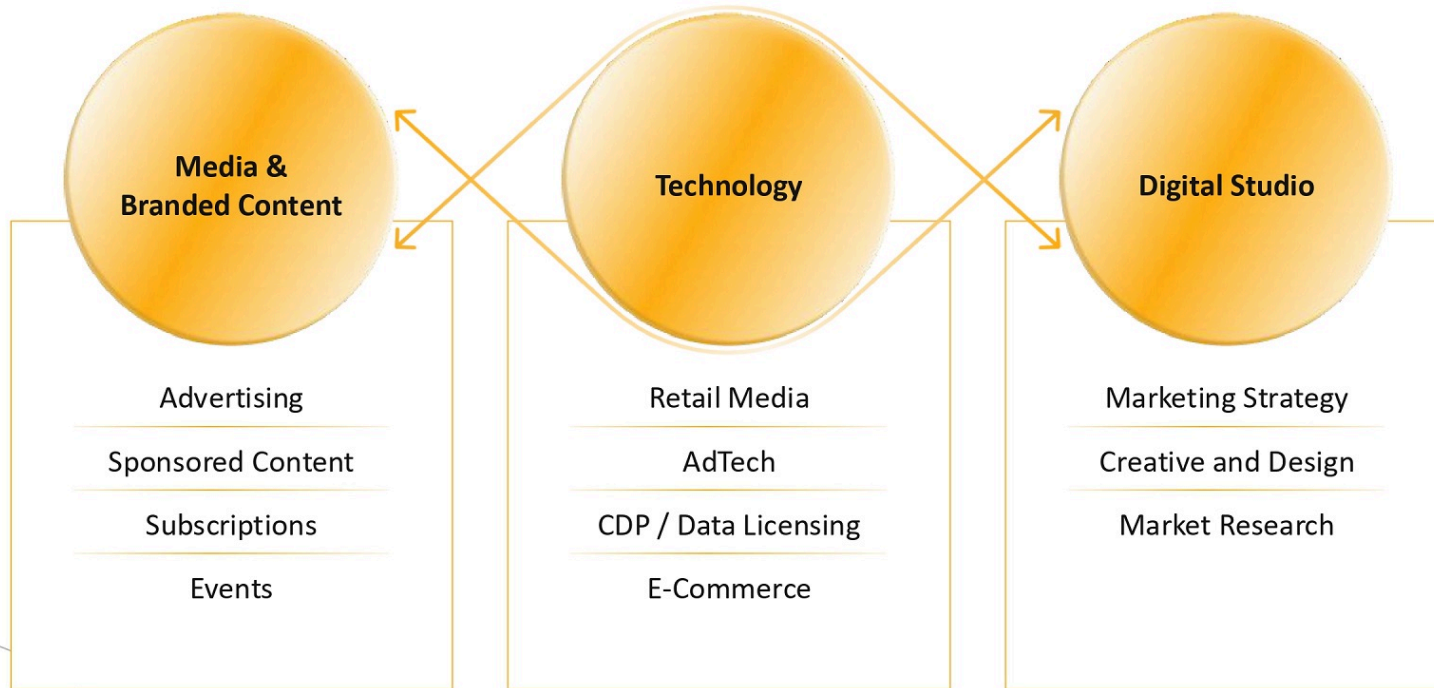 Media &
Branded Content
Technology
Digital Studio
Advertising
Sponsored Content
Subscriptions
Events
Retail Media
AdTech
CDP / Data Licensing
E-Commerce
Marketing Strategy
Creative and Design
Market Research